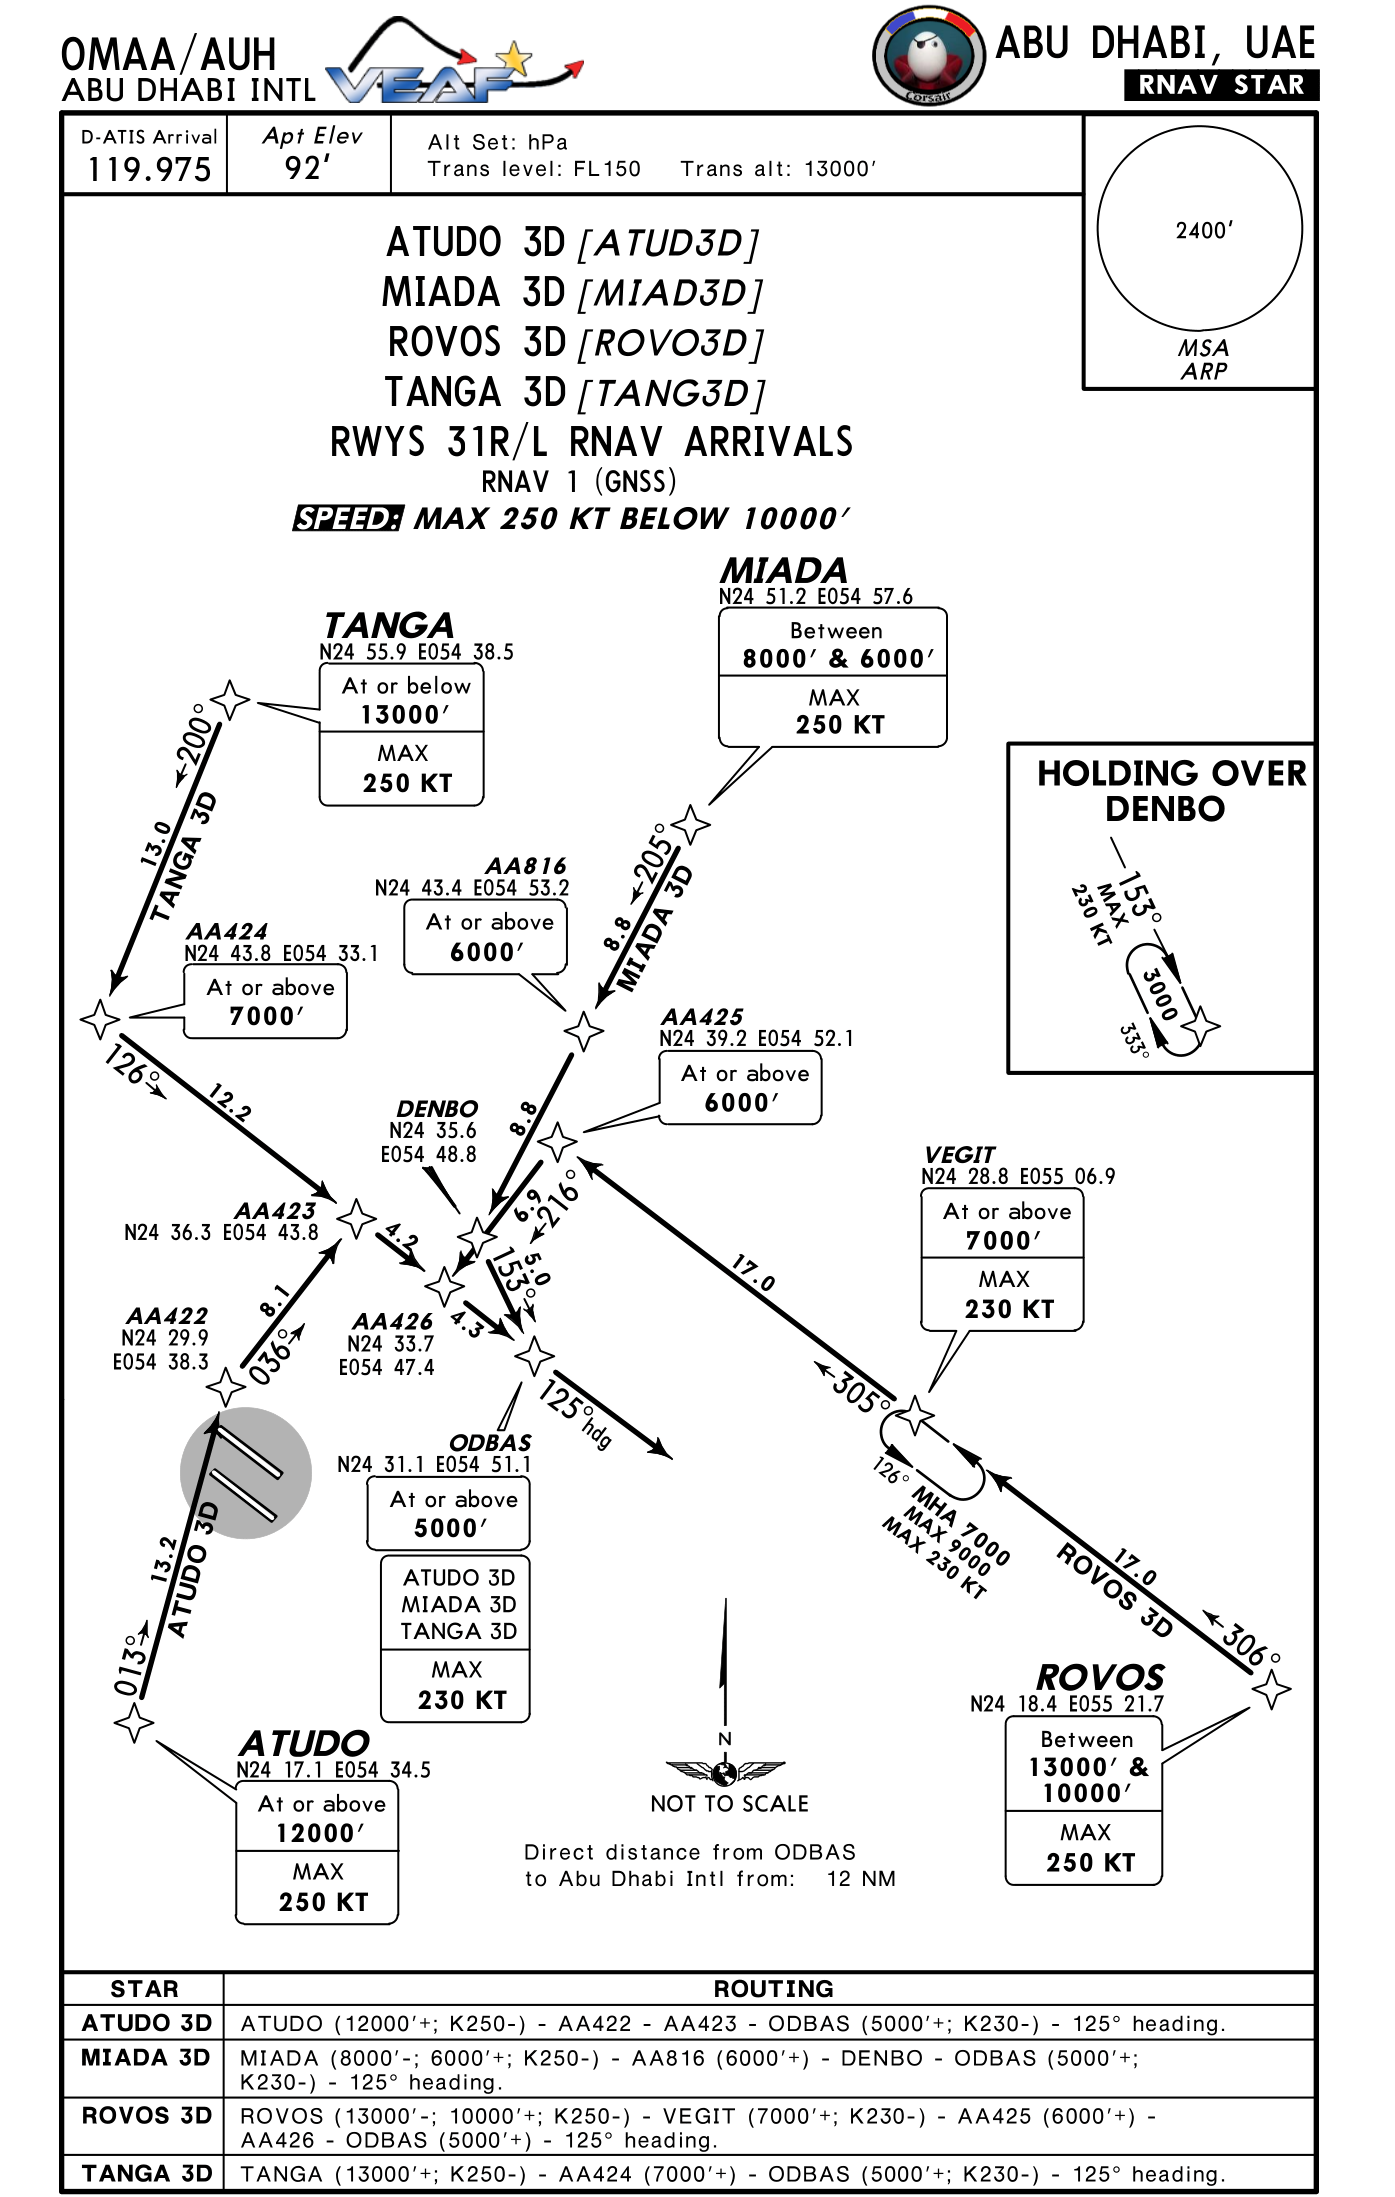 OMAA/AUH
ABU DHABI INTL
VEAF
Corsair
ABU DHABI, UAE
RNAV STAR
D-ATIS Arrival
119.975
Apt Elev
92'
Alt Set: hPa
Trans level: FL150 Trans alt: 13000'
2400'
MSA
ARP
ATUDO 3D [ATUD3D]
MIADA 3D [MIAD3D]
ROVOS 3D [ROVO3D]
TANGA 3D [TANG3D]
RWYS 31R/L RNAV ARRIVALS
RNAV 1 (GNSS)
SPEED: MAX 250 KT BELOW 10000'
MIADA
N24 51.2 E054 57.6
Between
8000' & 6000'
MAX
250 KT
TANGA
N24 55.9 E054 38.5
At or below
13000'
MAX
250 KT
200°
13.0
TANGA 3D
205°
8.8
MIADA 3D
HOLDING OVER
DENBO
153°
MAX
230 KT
3000
333°
AA816
N24 43.4 E054 53.2
At or above
6000'
AA424
N24 43.8 E054 33.1
At or above
7000'
AA425
N24 39.2 E054 52.1
At or above
6000'
126°
12.2
DENBO
N24 35.6
E054 48.8
8.8
6.9
216°
VEGIT
N24 28.8 E055 06.9
At or above
7000'
MAX
230 KT
AA423
N24 36.3 E054 43.8
4.2
5.0
153°
17.0
8.1
036°
AA422
N24 29.9
E054 38.3
AA426
N24 33.7
E054 47.4
4.3
305°
125° hdg
ODBAS
N24 31.1 E054 51.1
At or above
5000'
ATUDO 3D
MIADA 3D
TANGA 3D
MAX
230 KT
126°
MHA 7000
MAX 9000
MAX 230 KT
17.0
ROVOS 3D
306°
13.2
ATUDO 3D
013°
ROVOS
N24 18.4 E055 21.7
Between
13000' &
10000'
MAX
250 KT
ATUDO
N24 17.1 E054 34.5
At or above
12000'
MAX
250 KT
N
NOT TO SCALE
Direct distance from ODBAS
to Abu Dhabi Intl from: 12 NM
STAR ROUTING
ATUDO 3D ATUDO (12000'+; K250-) - AA422 - AA423 - ODBAS (5000'+; K230-) - 125° heading.
MIADA 3D MIADA (8000'-; 6000'+; K250-) - AA816 (6000'+) - DENBO - ODBAS (5000'+;
K230-) - 125° heading.
ROVOS 3D ROVOS (13000'-; 10000'+; K250-) - VEGIT (7000'+; K230-) - AA425 (6000'+) -
AA426 - ODBAS (5000'+) - 125° heading.
TANGA 3D TANGA (13000'+; K250-) - AA424 (7000'+) - ODBAS (5000'+; K230-) - 125° heading.